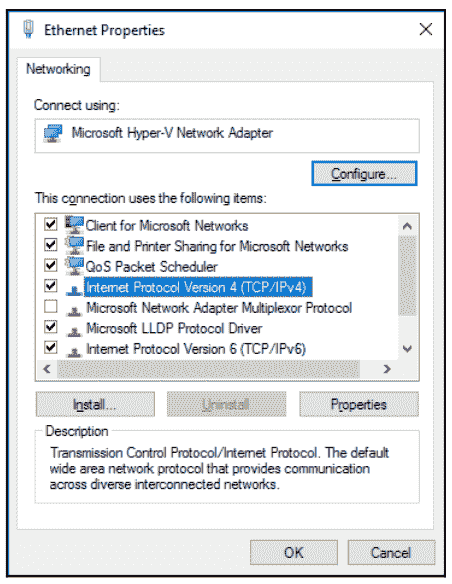 Ethernet Properties
Networking
Connect using:
Microsoft Hyper-V Network Adapter
Configure...
This connection uses the following items:
Client for Microsoft Networks
File and Printer Sharing for Microsoft Networks
QoS Packet Scheduler
Internet Protocol Version 4 (TCP/IPv4)
Microsoft Network Adapter Multiplexor Protocol
Microsoft LLDP Protocol Driver
Internet Protocol Version 6 (TCP/IPv6)
Install... Uninstall Properties
Description
Transmission Control Protocol/Internet Protocol. The default
wide area network protocol that provides communication
across diverse interconnected networks.
OK Cancel